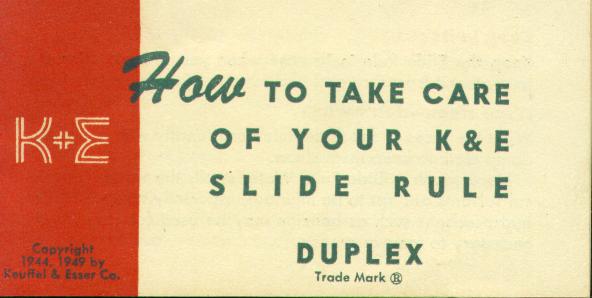 How TO TAKE CARE
OF YOUR K&E
SLIDE RULE
K+E
DUPLEX
Trade Mark ®
Copyright
1944, 1949 by
Keuffel & Esser Co.